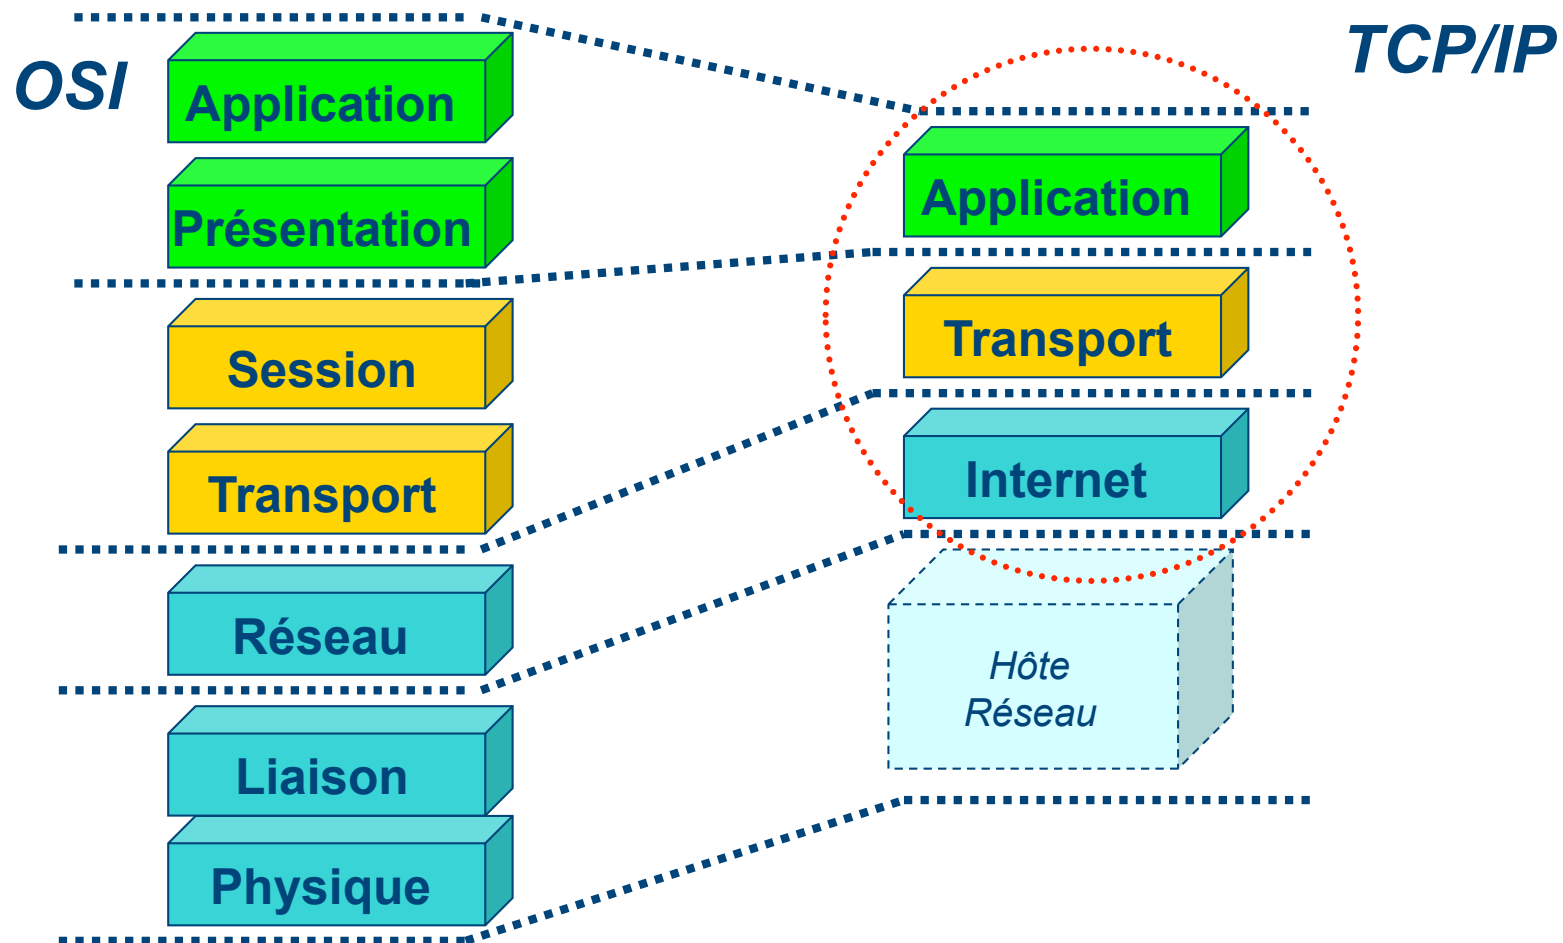 OSI
Application
Présentation
Session
Transport
Réseau
Liaison
Physique
TCP/IP
Application
Transport
Internet
Hôte
Réseau